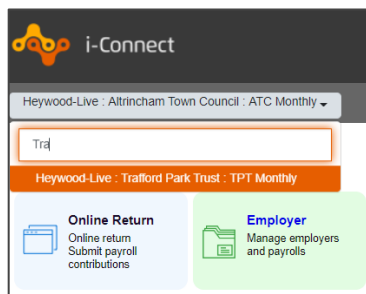 i-Connect
Heywood-Live : Altrincham Town Council : ATC Monthly
Tra
Heywood-Live : Trafford Park Trust : TPT Monthly
Online Return
Online return
Submit payroll
contributions
Employer
Manage employers
and payrolls